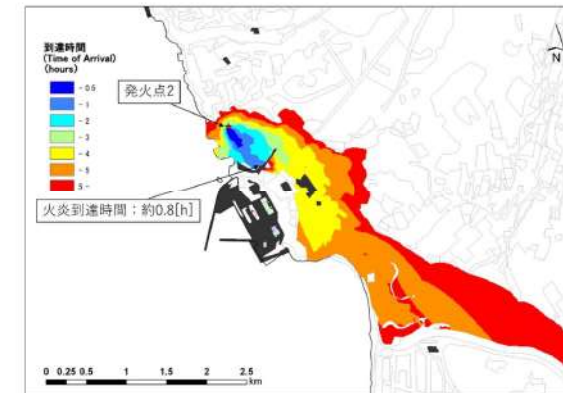 到達時間
(Time of Arrival)
(hours)
- 0.5
- 1
- 2
- 3
- 4
- 5
5 -
発火点2
火炎到達時間：約0.8[h]
N
0 0.25 0.5 1 1.5 2 2.5
km